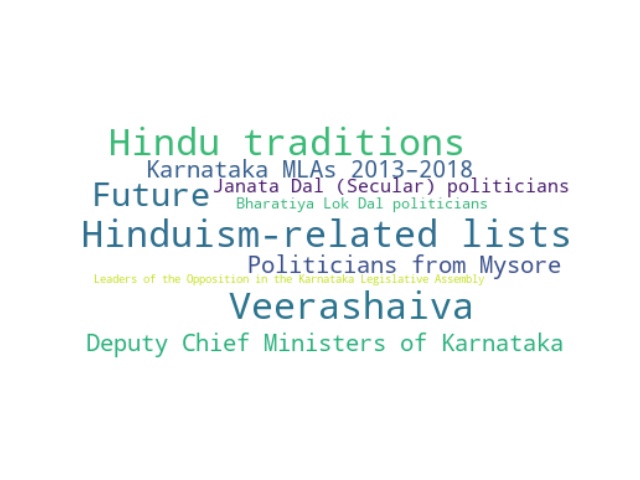 Hindu traditions
Karnataka MLAs 2013–2018
Janata Dal (Secular) politicians
Future
Bharatiya Lok Dal politicians
Hinduism-related lists
Politicians from Mysore
Leaders of the Opposition in the Karnataka Legislative Assembly
Veerashaiva
Deputy Chief Ministers of Karnataka